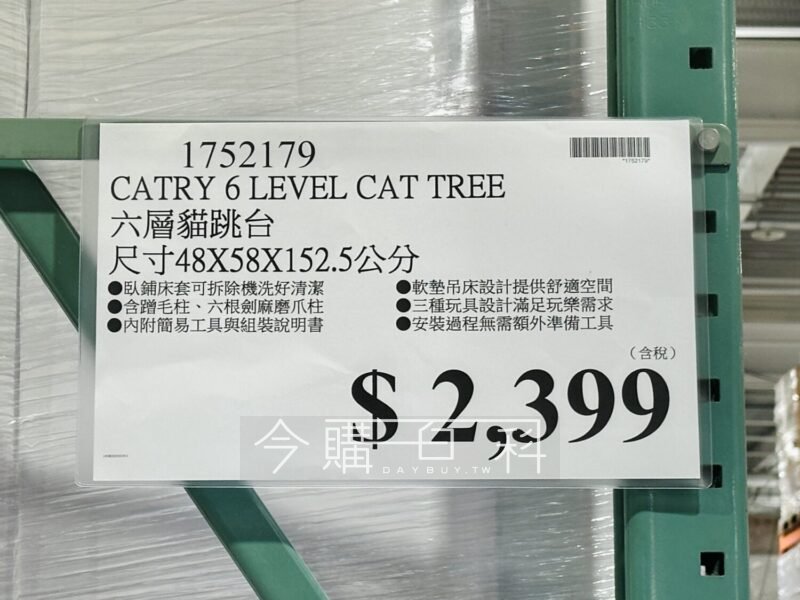 1752179
*1752179*
CATRY 6 LEVEL CAT TREE
六層貓跳台
尺寸48X58X152.5公分
●臥鋪床套可拆除機洗好清潔
●軟墊吊床設計提供舒適空間
●含蹭毛柱、六根劍麻磨爪柱
●三種玩具設計滿足玩樂需求
●內附簡易工具與組裝說明書
●安裝過程無需額外準備工具
(含稅)
$ 2,399
今購百科
DAYBUY.TW